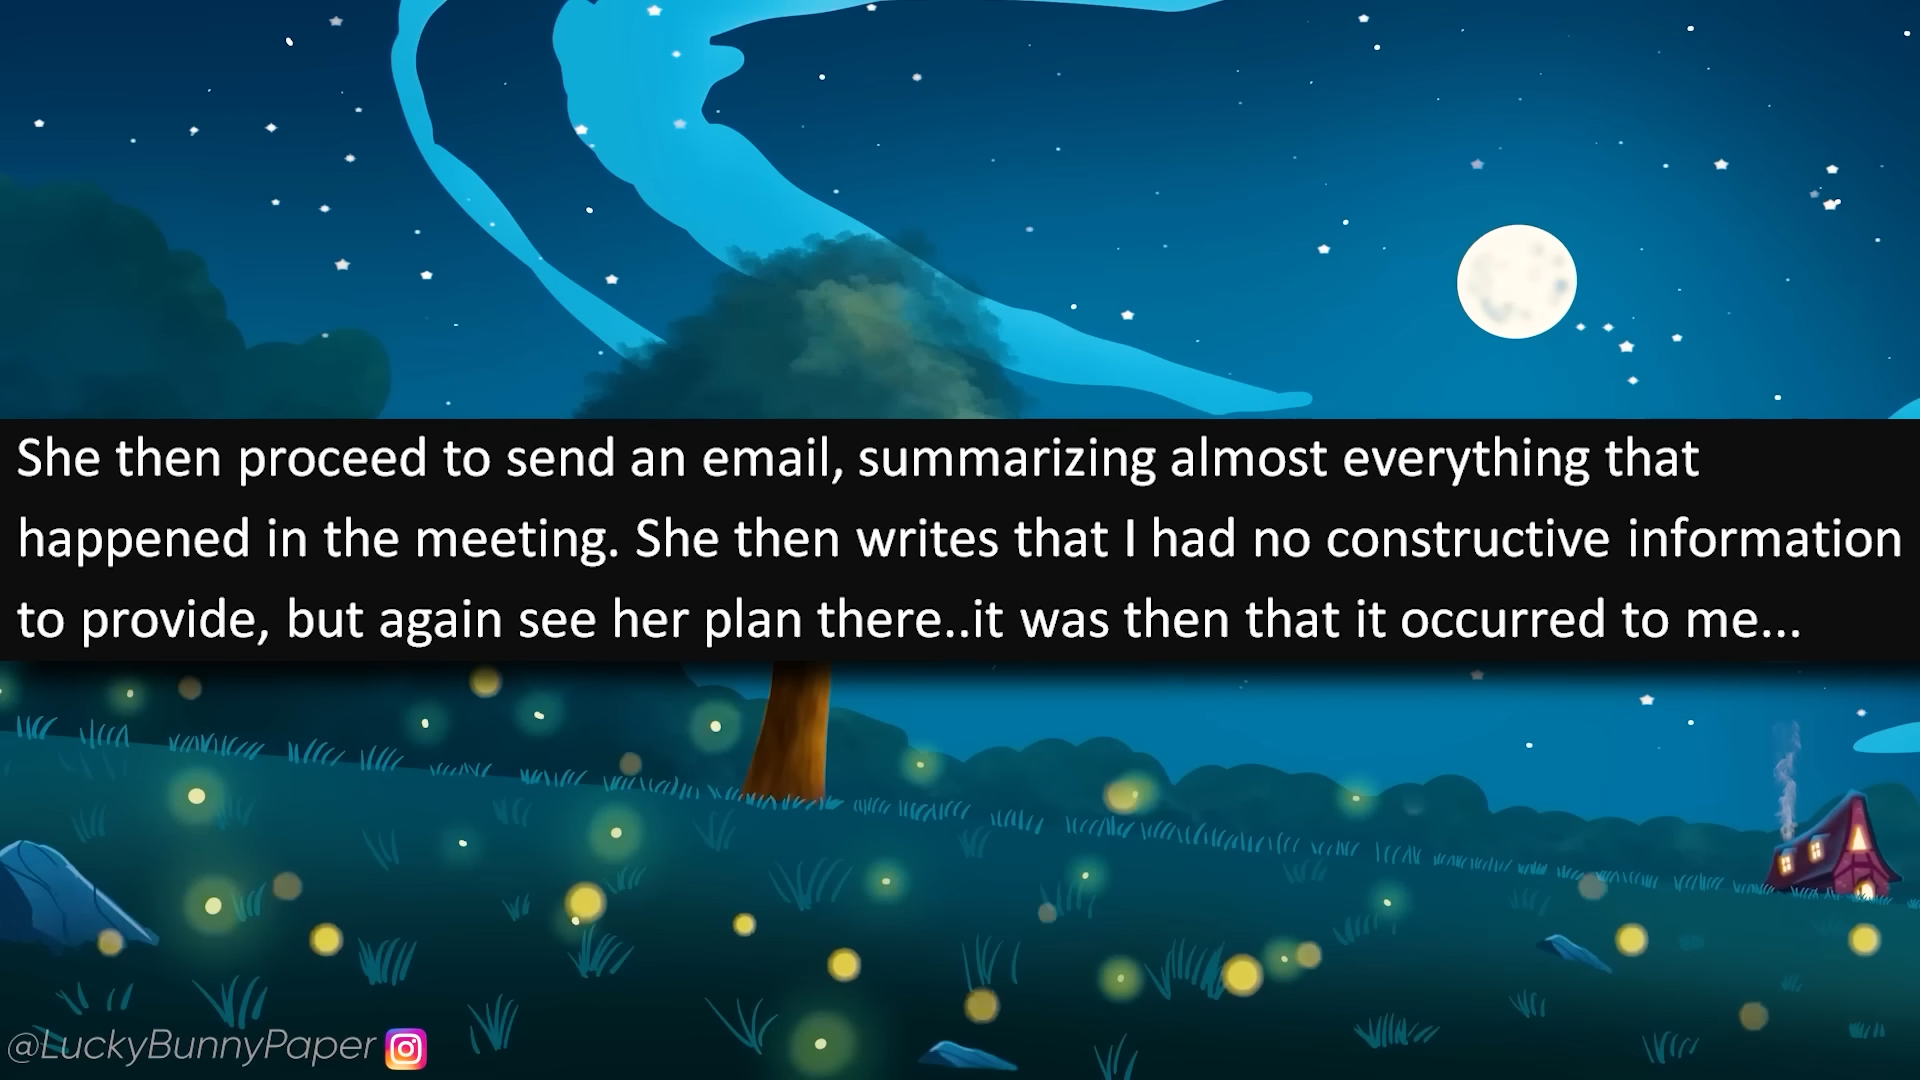 She then proceed to send an email, summarizing almost everything that
happened in the meeting. She then writes that I had no constructive information
to provide, but again see her plan there..it was then that it occurred to me...
@LuckyBunnyPaper